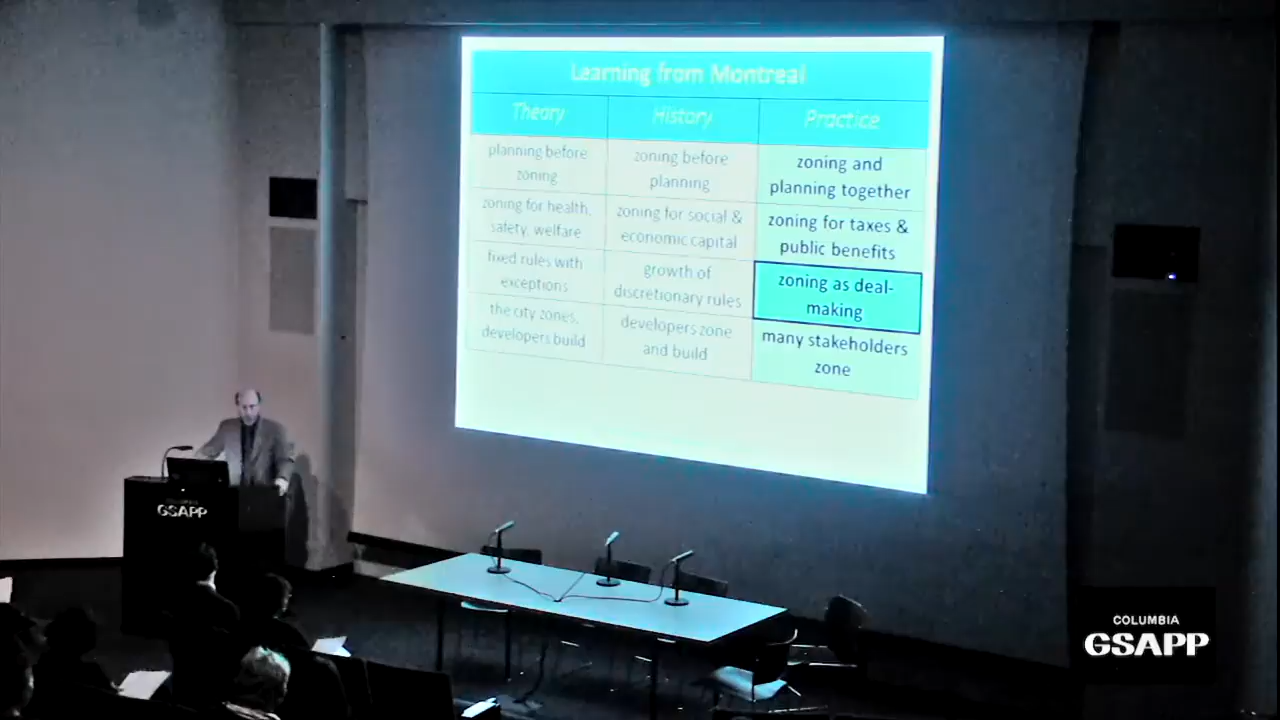 Learning from Montreal
Theory
History
Practice
planning before
zoning
zoning before
planning
zoning and
planning together
zoning for health,
safety, welfare
zoning for social &
economic capital
zoning for taxes &
public benefits
fixed rules with
exceptions
growth of
discretionary rules
zoning as deal-
making
the city zones,
developers build
developers zone
and build
many stakeholders
zone
COLUMBIA
GSAPP
COLUMBIA
GSAPP